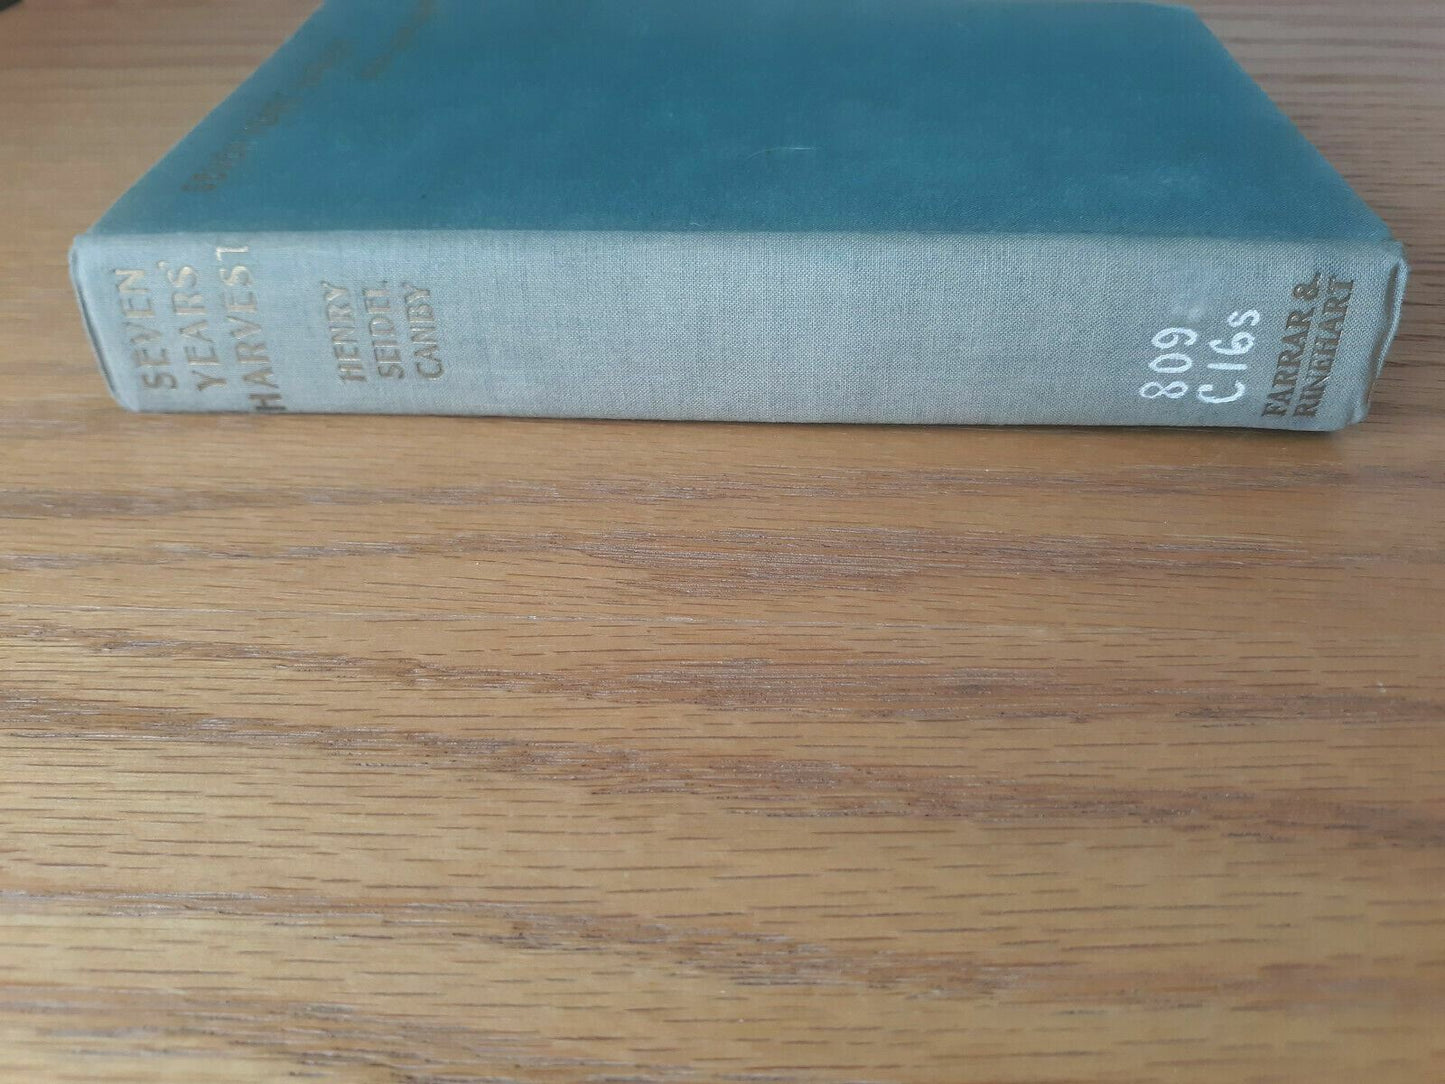 SEVEN
YEARS'
HARVEST
HENRY
SEIDEL
CANBY
809
C16s
FARRAR &
RINEHART